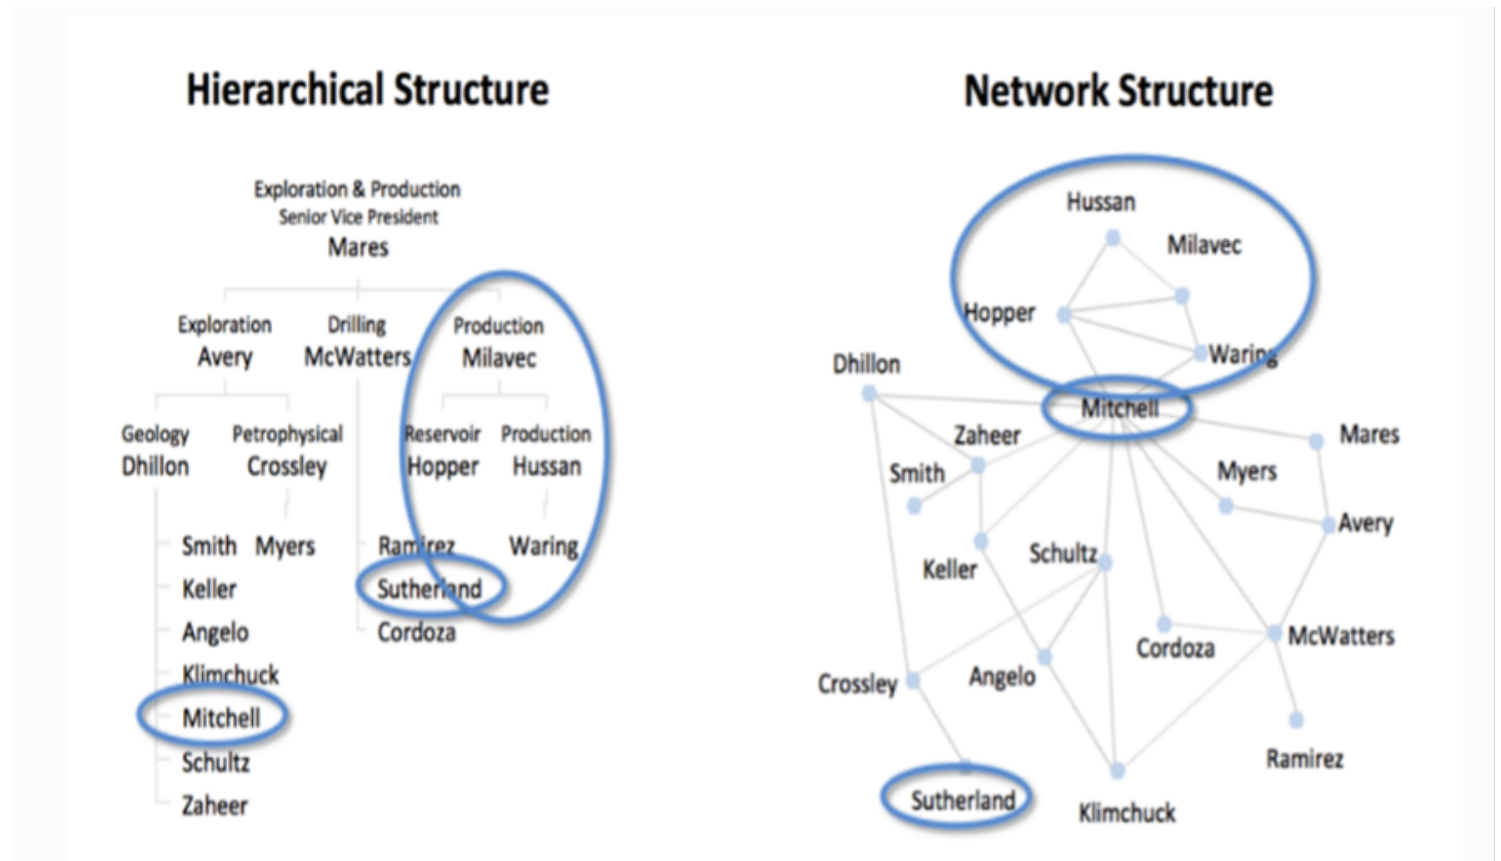 Hierarchical Structure
Exploration & Production
Senior Vice President
Mares
Exploration
Avery
Drilling
McWatters
Production
Milavec
Geology
Dhillon
Petrophysical
Crossley
Reservoir
Hopper
Production
Hussan
Smith
Keller
Angelo
Klimchuck
Mitchell
Schultz
Zaheer
Myers
Ramirez
Sutherland
Cordoza
Waring
Network Structure
Hussan
Milavec
Hopper
Waring
Dhillon
Mitchell
Zaheer
Mares
Smith
Myers
Avery
Keller
Schultz
Cordoza
McWatters
Crossley
Angelo
Ramirez
Sutherland
Klimchuck